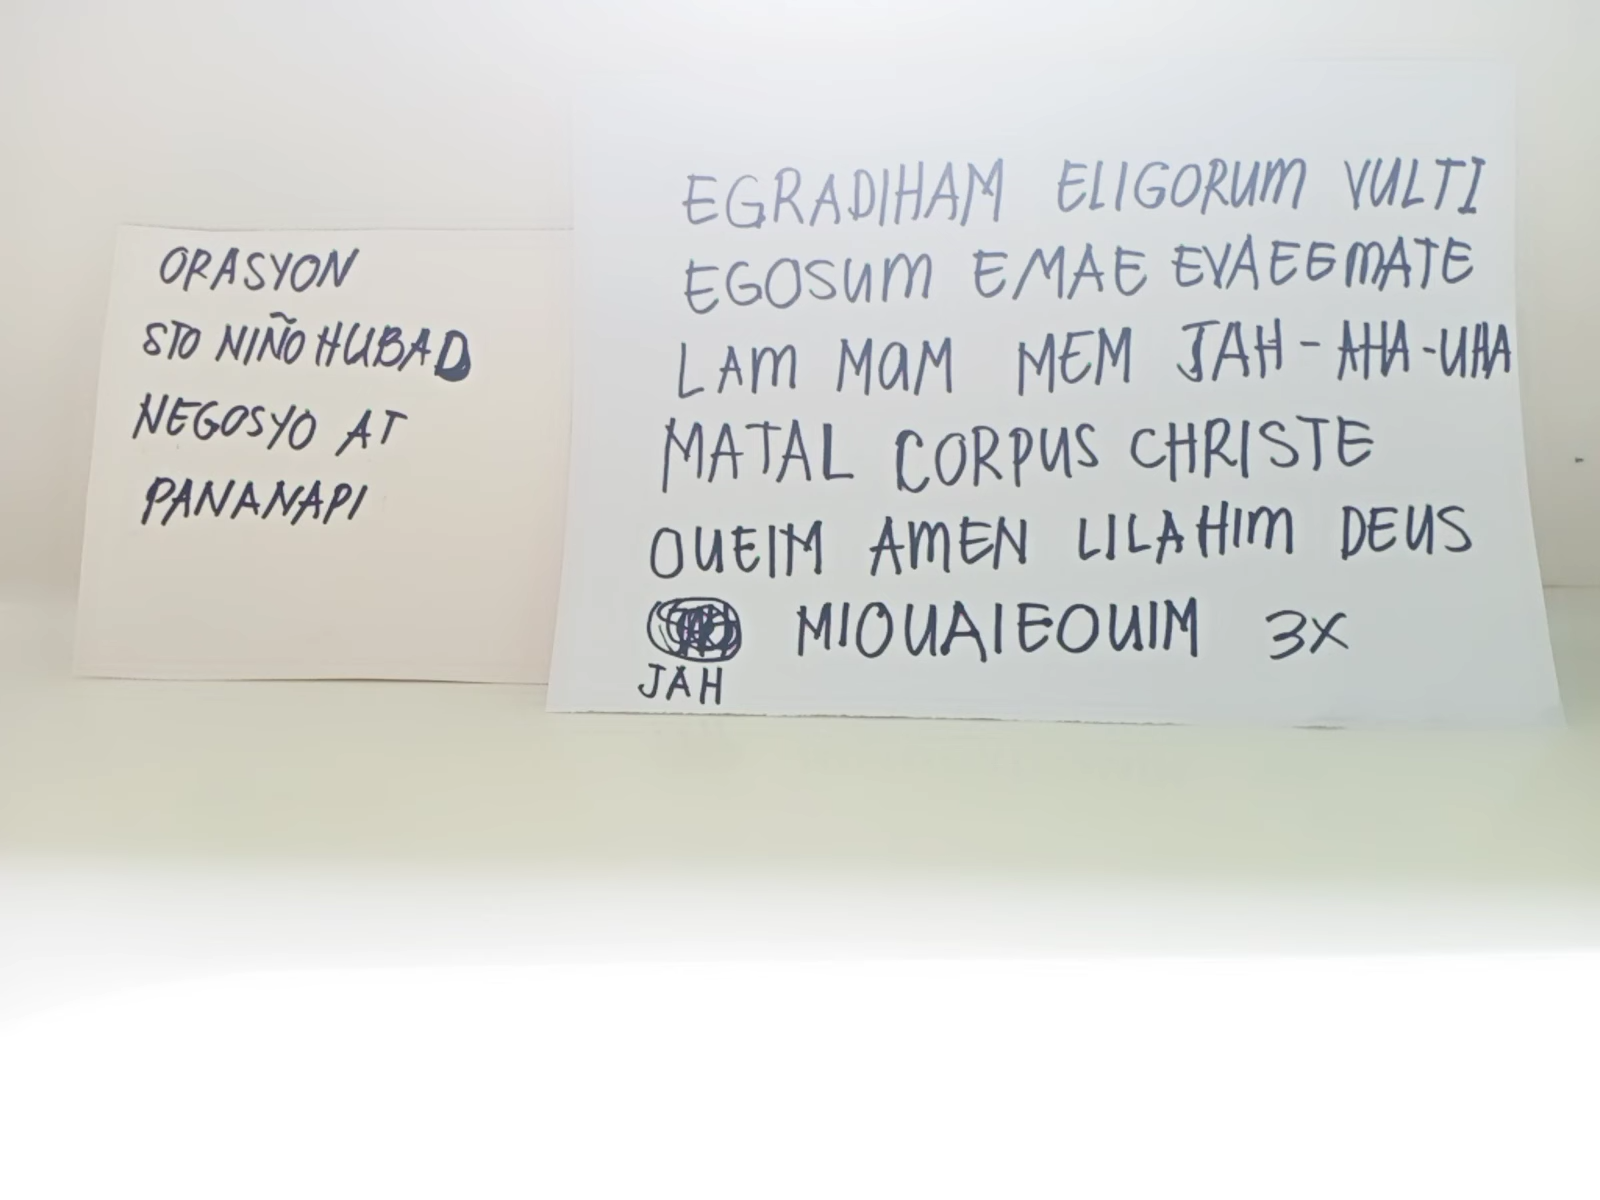 ORASYON
STO NIÑO HUBAD
NEGOSYO AT
PANANAPI
EGRADIHAM ELIGORUM VULTI
EGOSUM EMAE EVAEEMATE
LAM MAM MEM JAH-AHA-UHA
MATAL CORPUS CHRISTE
OUEIM AMEN LILAHIM DEUS
MIOUAIEOUIM 3X
JAH